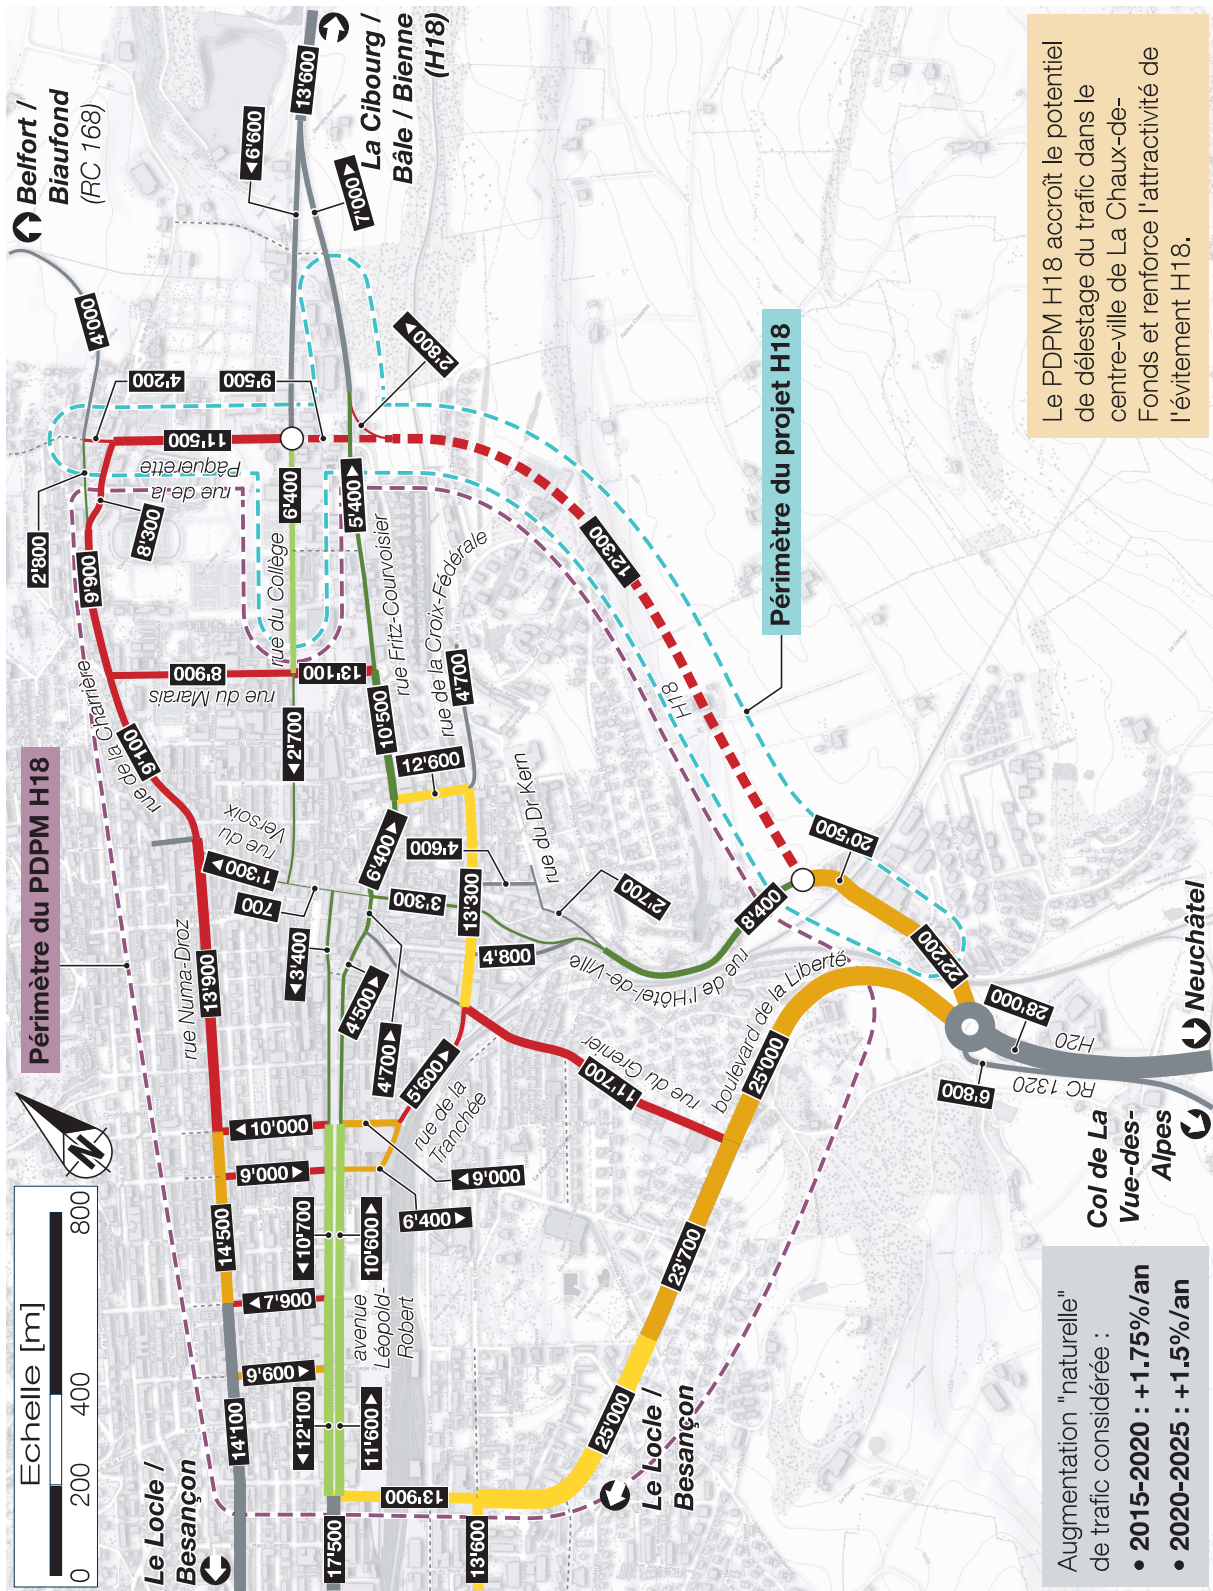 Belfort /
Biaufond
(RC 168)
La Cibourg /
Bâle / Bienne
(H18)
13'600
◀6'600
7'000▶
4'000
4'200
9'500
2'800▶
11'500
rue de la
Pâquerette
6'400
5'400▶
2'800
8'300
9'900
rue du Collège
rue Fritz-Courvoisier
rue de la Croix-Fédérale
12'300
H18
Périmètre du projet H18
Le PDPM H18 accroît le potentiel
de délestage du trafic dans le
centre-ville de La Chaux-de-
Fonds et renforce l'attractivité de
l'évitement H18.
8'900
rue du Marais
13'100
rue de la Charrière
9'100
10'500
4'700
◀2'700
12'600
rue du
Versoix
6'400▶
4'600
rue du Dr Kern
1'300▶
700
3'300
13'300
2'700
8'400
20'500
Périmètre du PDPM H18
rue Numa-Droz
13'900
◀3'400
4'500▶
4'700▶
4'800
rue de l'Hôtel-de-Ville
22'200
boulevard de la Liberté
25'000
28'000
H20
6'800
RC 1320
Neuchâtel
Col de La
Vue-des-
Alpes
5'600▶
11'700
rue du Grenier
rue de la
Tranchée
◀10'000
9'000▶
◀9'000
9'400▶
N
14'500
◀10'700
10'600▶
avenue
Léopold-
Robert
◀7'900
9'600▶
23'700
14'100
◀12'100
11'600▶
25'000
13'900
Le Locle /
Besançon
Le Locle /
Besançon
17'500
13'600
Echelle [m]
0 200 400 800
Augmentation "naturelle"
de trafic considérée :
• 2015-2020 : +1.75%/an
• 2020-2025 : +1.5%/an